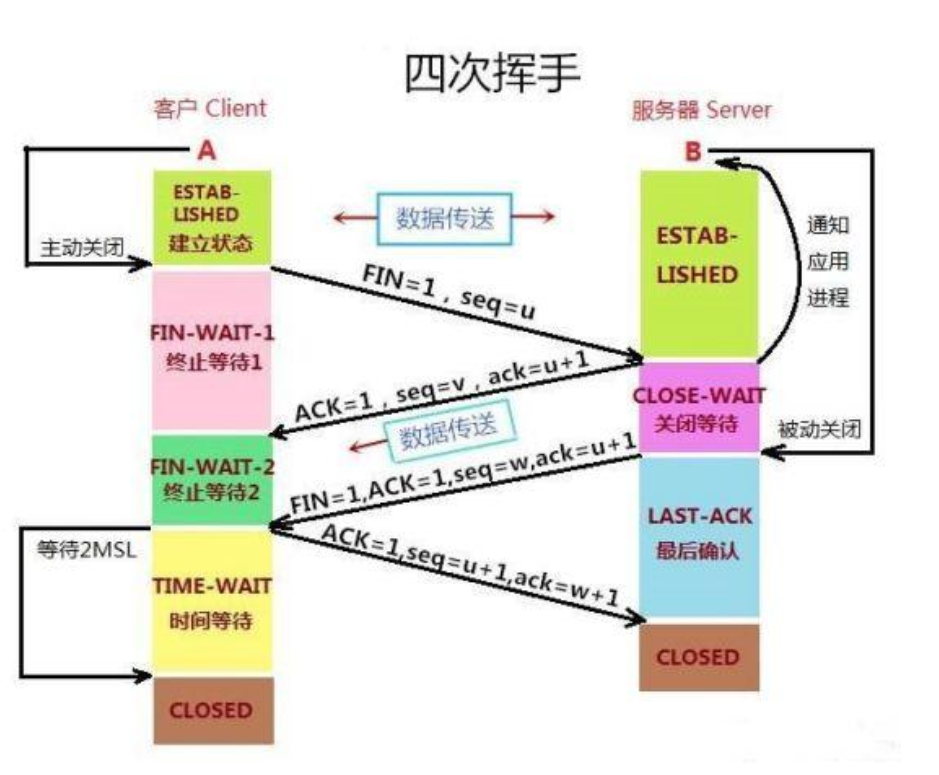 四次挥手
客户 Client
服务器 Server
A
B
ESTAB-
LISHED
建立状态
数据传送
ESTAB-
LISHED
通知
应用
进程
主动关闭
FIN=1，seq=u
FIN-WAIT-1
终止等待1
ACK=1，seq=v，ack=u+1
CLOSE-WAIT
关闭等待
被动关闭
数据传送
FIN-WAIT-2
终止等待2
FIN=1,ACK=1,seq=w,ack=u+1
LAST-ACK
最后确认
等待2MSL
ACK=1,seq=u+1,ack=w+1
TIME-WAIT
时间等待
CLOSED
CLOSED